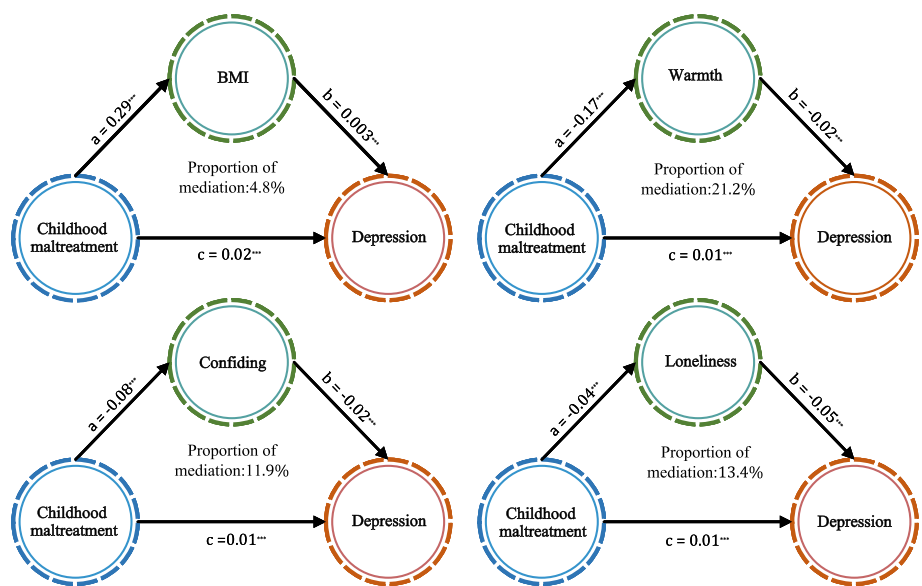 BMI
a = 0.29***
b = 0.003***
Proportion of
mediation:4.8%
Childhood
maltreatment
Depression
c = 0.02***
Warmth
a = -0.17***
b = -0.02***
Proportion of
mediation:21.2%
Childhood
maltreatment
Depression
c = 0.01***
Confiding
a = -0.08***
b = -0.02***
Proportion of
mediation:11.9%
Childhood
maltreatment
Depression
c =0.01***
Loneliness
a = -0.04***
b = -0.05***
Proportion of
mediation:13.4%
Childhood
maltreatment
Depression
c = 0.01***